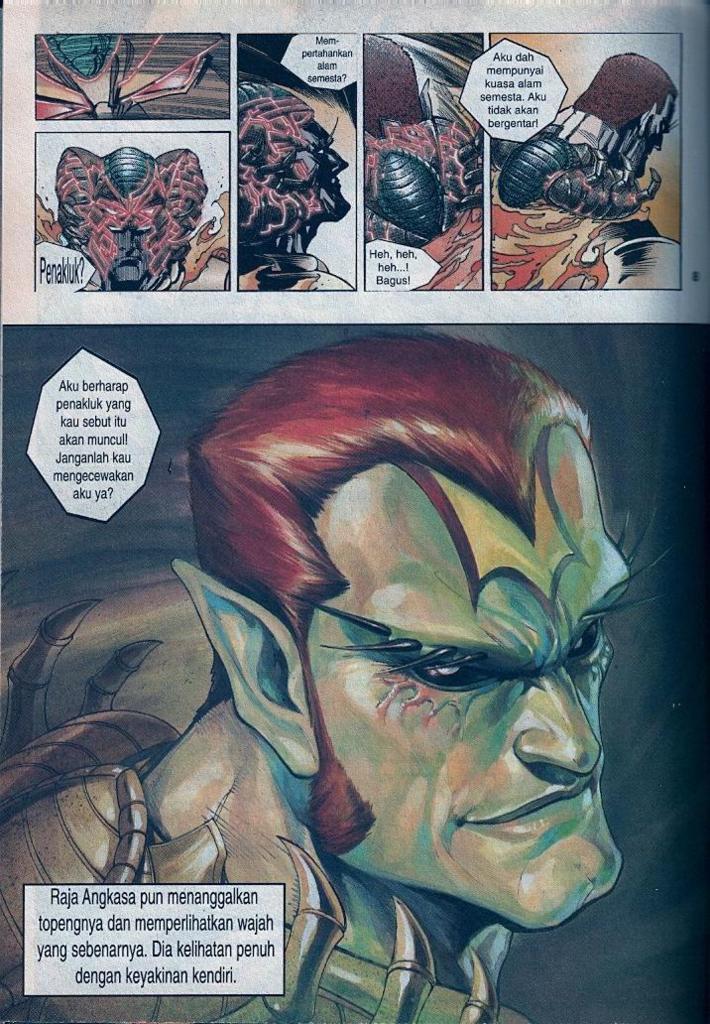 Penakluk?
Mem-
pertahankan
alam
semesta?
Heh, heh,
heh...!
Bagus!
Aku dah
mempunyai
kuasa alam
semesta. Aku
tidak akan
bergentar!
Aku berharap
penakluk yang
kau sebut itu
akan muncul!
Janganlah kau
mengecewakan
aku ya?
Raja Angkasa pun menanggalkan
topengnya dan memperlihatkan wajah
yang sebenarnya. Dia kelihatan penuh
dengan keyakinan kendiri.